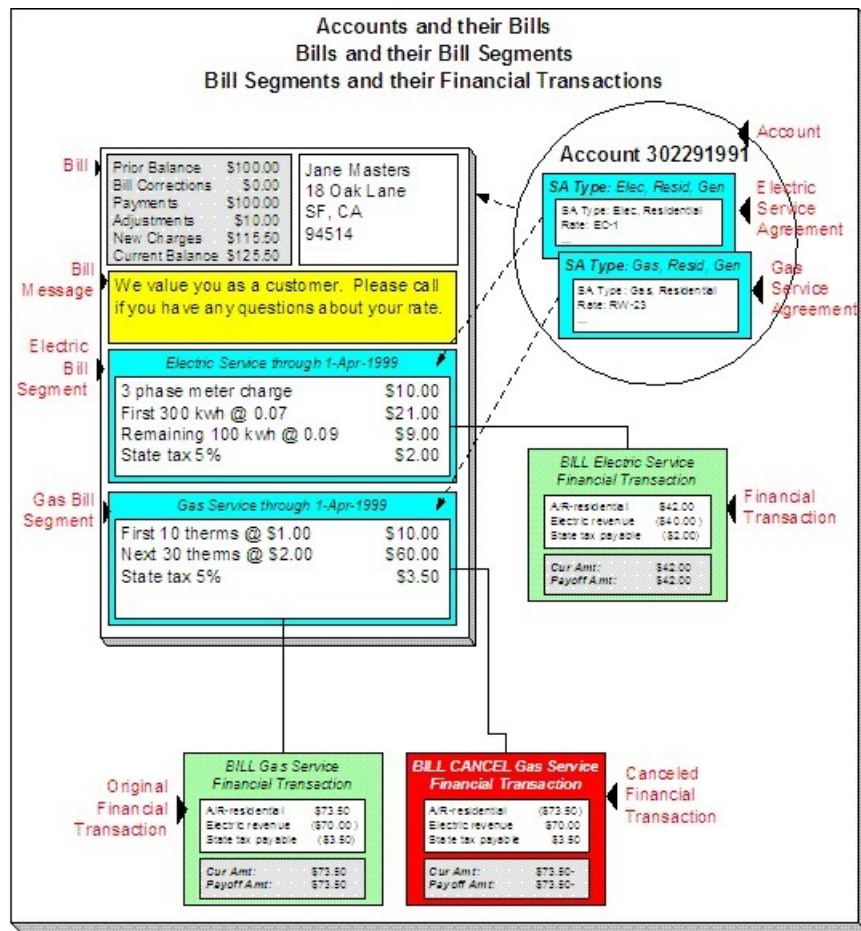 Accounts and their Bills
Bills and their Bill Segments
Bill Segments and their Financial Transactions
Account
Account 302291991
Bill
Prior Balance $100.00
Bill Corrections $0.00
Payments $100.00
Adjustments $10.00
New Charges $115.50
Current Balance $125.50
Jane Masters
18 Oak Lane
SF, CA
94514
SA Type: Elec, Resid, Gen
SA Type: Elec, Residential
Rate: EC-1
...
Electric
Service
Agreement
SA Type: Gas, Resid, Gen
SA Type: Gas, Residential
Rate: RW-23
...
Gas
Service
Agreement
Bill
Message
We value you as a customer. Please call
if you have any questions about your rate.
Electric
Bill
Segment
Electric Service through 1-Apr-1999
3 phase meter charge $10.00
First 300 kwh @ 0.07 $21.00
Remaining 100 kwh @ 0.09 $9.00
State tax 5% $2.00
Gas Bill
Segment
Gas Service through 1-Apr-1999
First 10 therms @ $1.00 $10.00
Next 30 therms @ $2.00 $60.00
State tax 5% $3.50
BILL Electric Service
Financial Transaction
A/R-residential $42.00
Electric revenue ($40.00)
State tax payable ($2.00)
Cur Amt: $42.00
Payoff Amt: $42.00
Financial
Transaction
Original
Financial
Transaction
BILL Gas Service
Financial Transaction
A/R-residential $73.50
Electric revenue ($70.00)
State tax payable ($3.50)
Cur Amt: $73.50
Payoff Amt: $73.50
BILL CANCEL Gas Service
Financial Transaction
A/R-residential ($73.50)
Electric revenue $70.00
State tax payable $3.50
Cur Amt: $73.50-
Payoff Amt: $73.50-
Canceled
Financial
Transaction